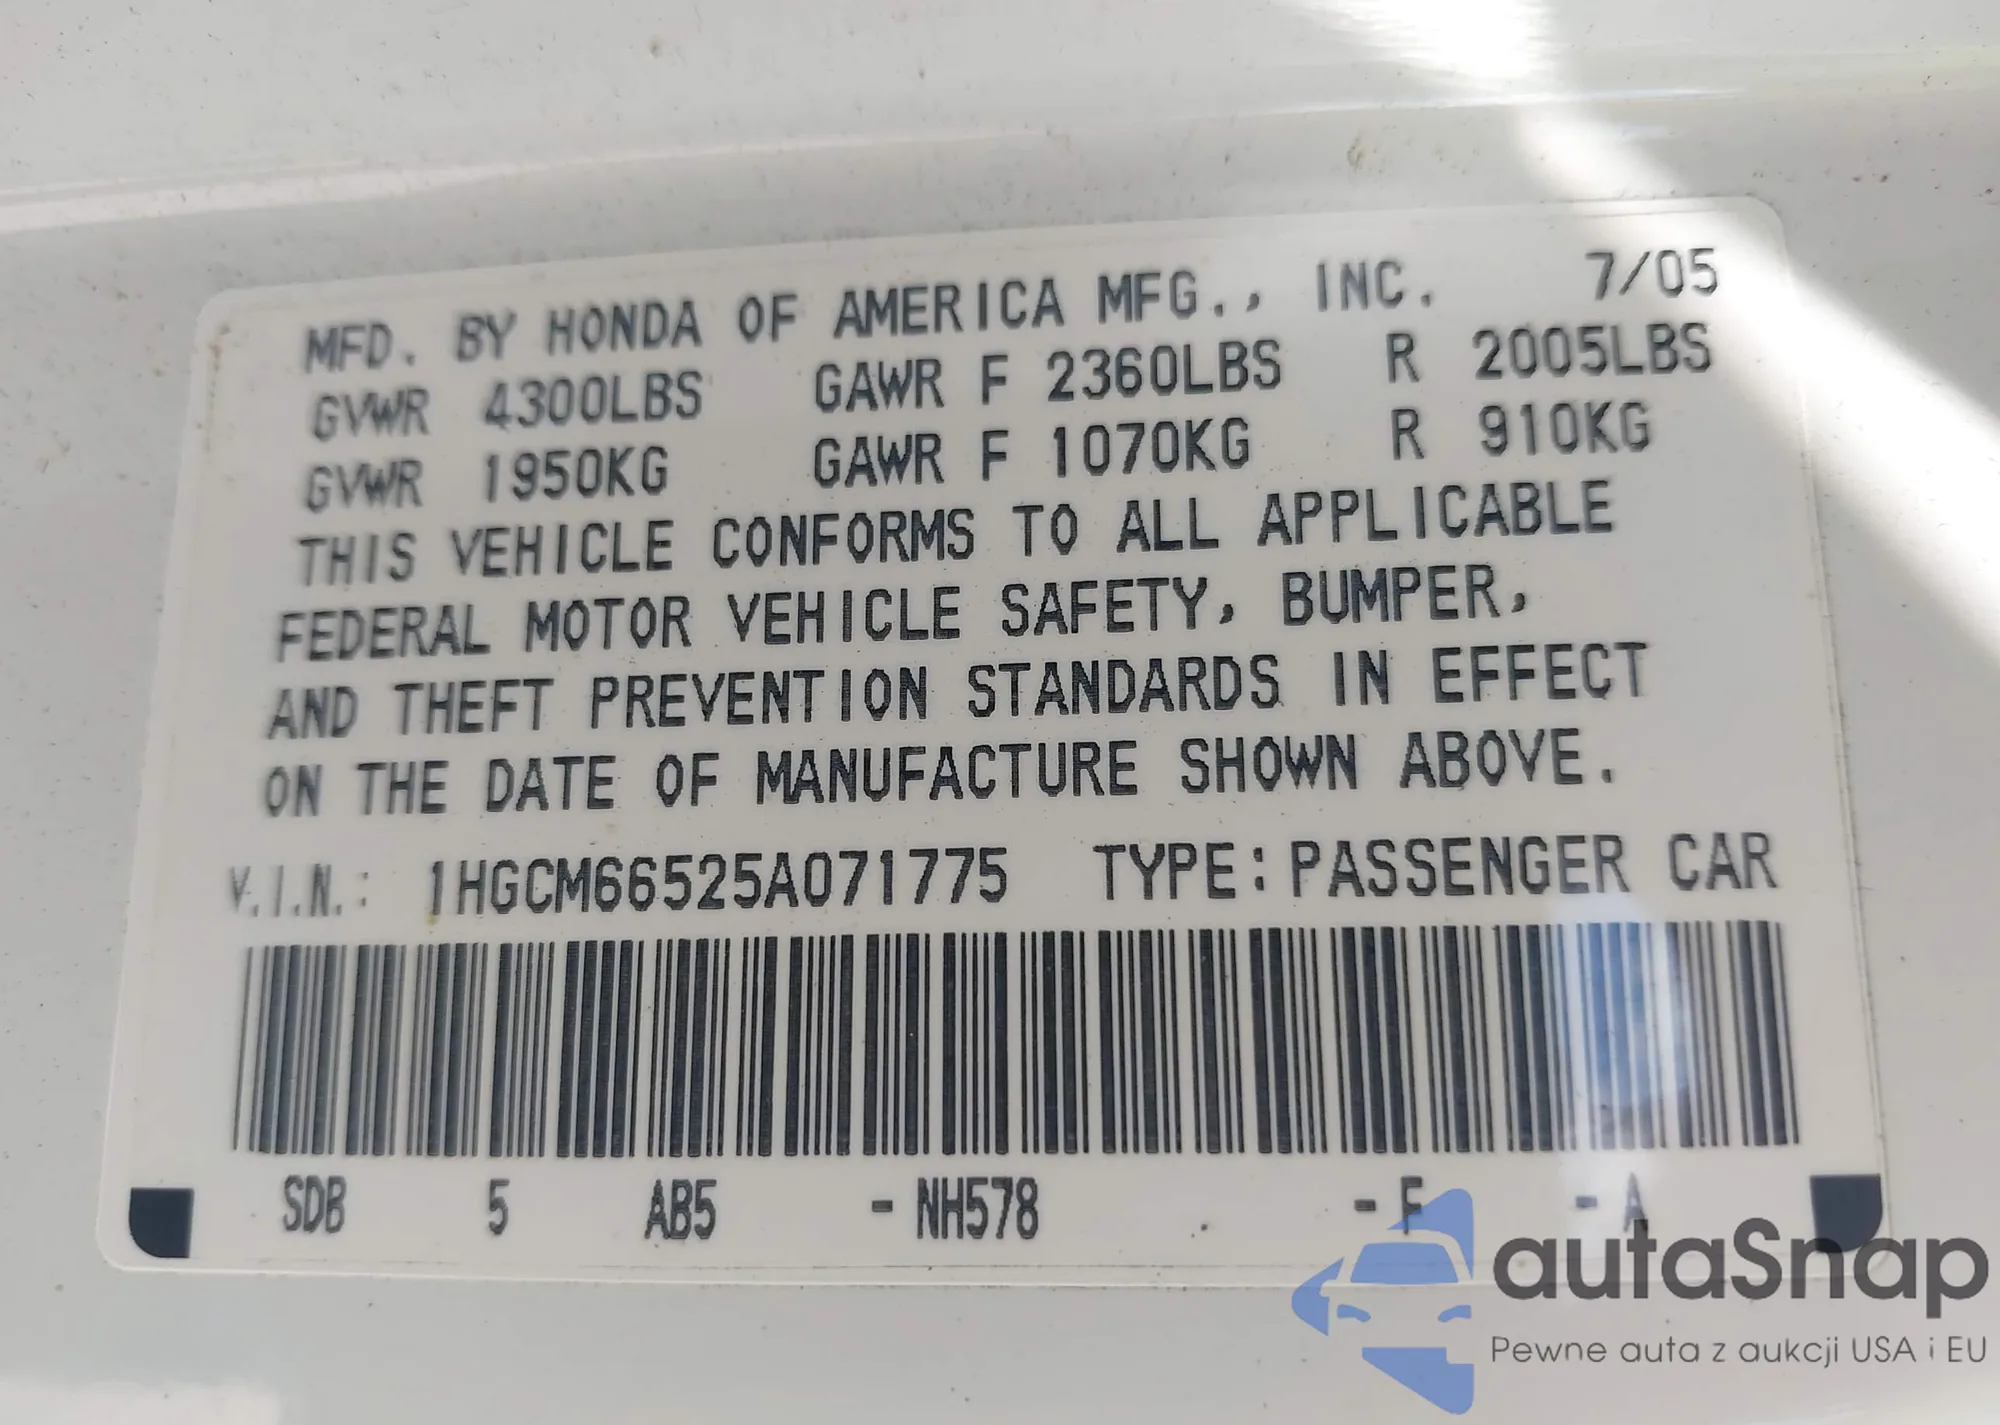 MFD. BY HONDA OF AMERICA MFG., INC. 7/05
GVWR 4300LBS GAWR F 2360LBS R 2005LBS
GVWR 1950KG GAWR F 1070KG R 910KG
THIS VEHICLE CONFORMS TO ALL APPLICABLE
FEDERAL MOTOR VEHICLE SAFETY, BUMPER,
AND THEFT PREVENTION STANDARDS IN EFFECT
ON THE DATE OF MANUFACTURE SHOWN ABOVE.
V.I.N.: 1HGCM66525A071775 TYPE: PASSENGER CAR
SDB 5 AB5 - NH578 - F - A
autaSnap
Pewne auta z aukcji USA i EU